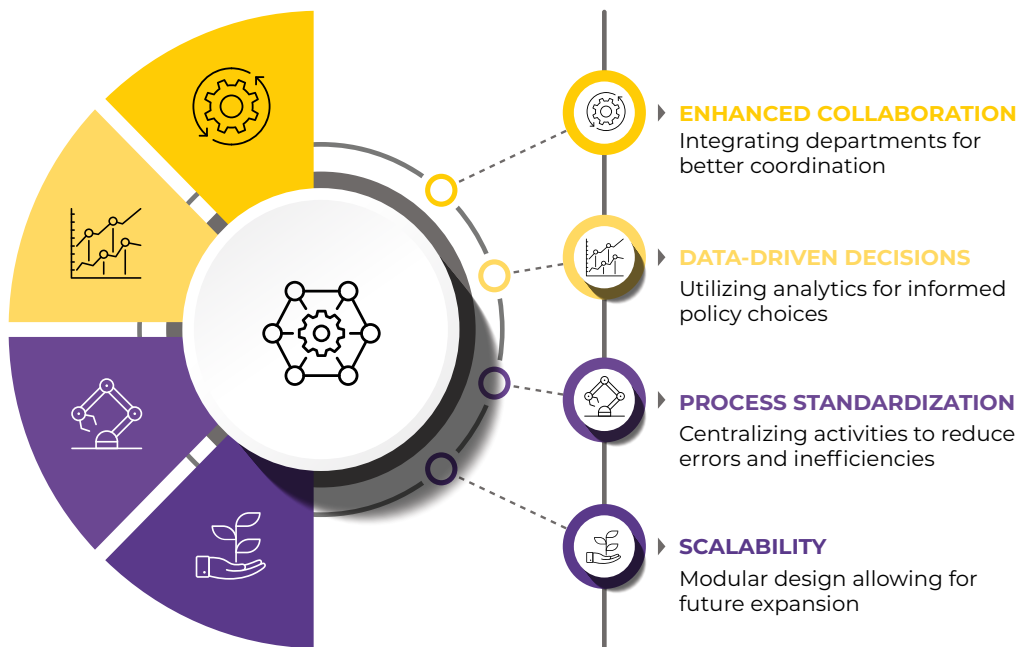 ENHANCED COLLABORATION
Integrating departments for
better coordination
DATA-DRIVEN DECISIONS
Utilizing analytics for informed
policy choices
PROCESS STANDARDIZATION
Centralizing activities to reduce
errors and inefficiencies
SCALABILITY
Modular design allowing for
future expansion